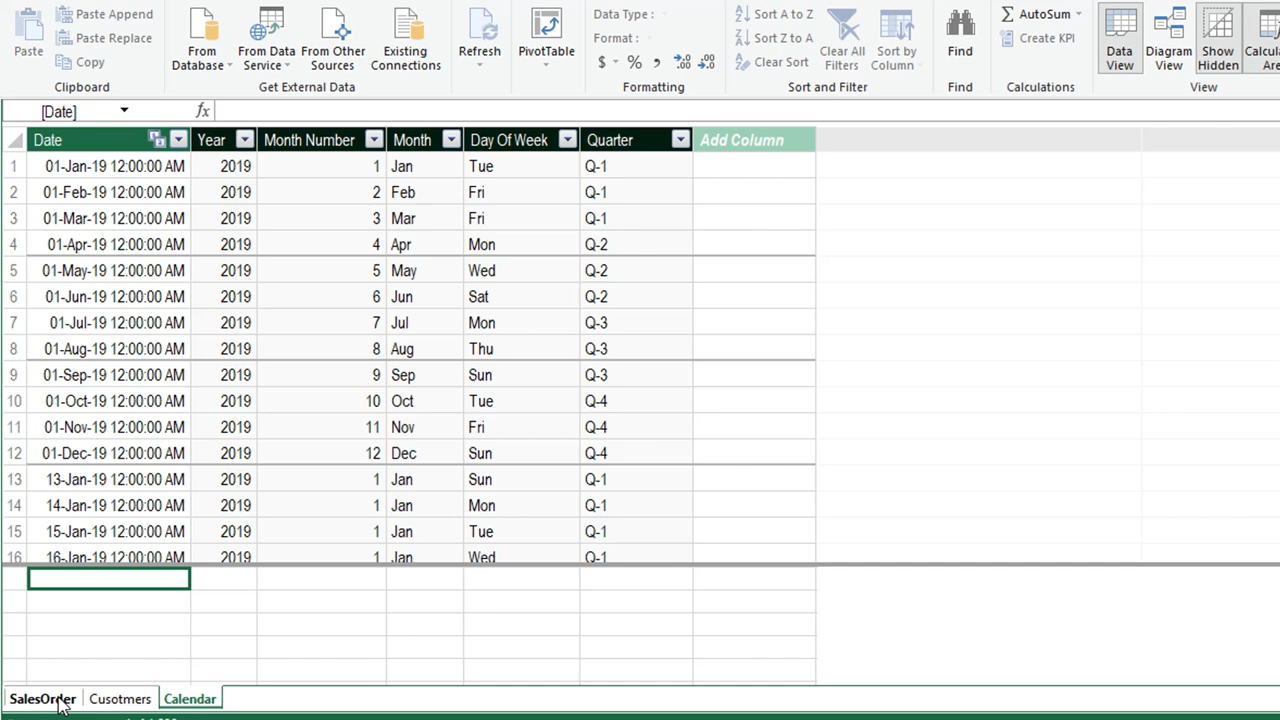 Paste Paste Append Paste Replace Copy
Clipboard
From Database From Data Service From Other Sources Existing Connections
Get External Data
Refresh
PivotTable
Data Type :
Format :
$ % ,
Formatting
Sort A to Z
Sort Z to A
Clear Sort
Clear All Filters
Sort by Column
Sort and Filter
Find
Find
AutoSum
Create KPI
Calculations
Data View Diagram View Show Hidden
View
[Date] fx
Date Year Month Number Month Day Of Week Quarter Add Column
1 01-Jan-19 12:00:00 AM 2019 1 Jan Tue Q-1
2 01-Feb-19 12:00:00 AM 2019 2 Feb Fri Q-1
3 01-Mar-19 12:00:00 AM 2019 3 Mar Fri Q-1
4 01-Apr-19 12:00:00 AM 2019 4 Apr Mon Q-2
5 01-May-19 12:00:00 AM 2019 5 May Wed Q-2
6 01-Jun-19 12:00:00 AM 2019 6 Jun Sat Q-2
7 01-Jul-19 12:00:00 AM 2019 7 Jul Mon Q-3
8 01-Aug-19 12:00:00 AM 2019 8 Aug Thu Q-3
9 01-Sep-19 12:00:00 AM 2019 9 Sep Sun Q-3
10 01-Oct-19 12:00:00 AM 2019 10 Oct Tue Q-4
11 01-Nov-19 12:00:00 AM 2019 11 Nov Fri Q-4
12 01-Dec-19 12:00:00 AM 2019 12 Dec Sun Q-4
13 13-Jan-19 12:00:00 AM 2019 1 Jan Sun Q-1
14 14-Jan-19 12:00:00 AM 2019 1 Jan Mon Q-1
15 15-Jan-19 12:00:00 AM 2019 1 Jan Tue Q-1
16 16-Jan-19 12:00:00 AM 2019 1 Jan Wed Q-1
SalesOrder Cusotmers Calendar